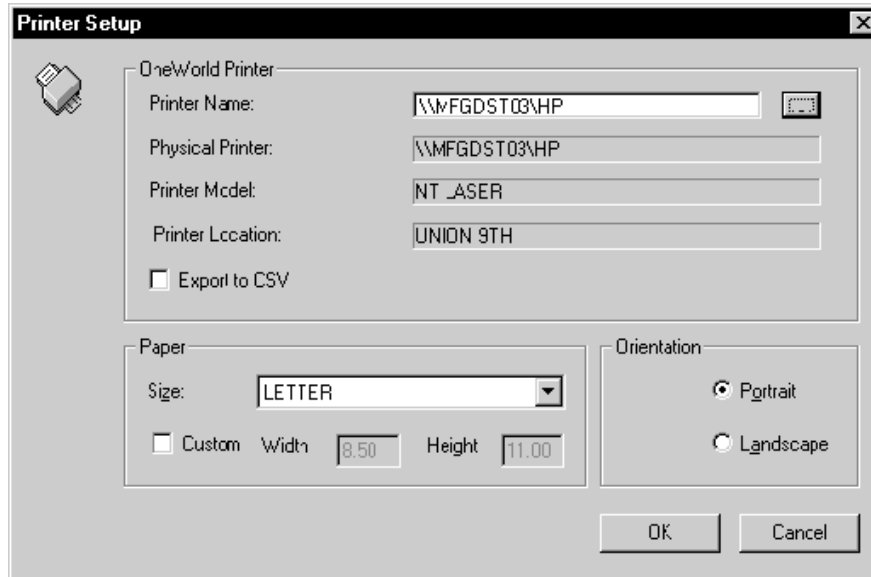 Printer Setup
OneWorld Printer
Printer Name: \\MFGDST03\HP
Physical Printer: \\MFGDST03\HP
Printer Model: NT LASER
Printer Location: UNION 9TH
Export to CSV
Paper
Size: LETTER
Custom Width 8.50 Height 11.00
Orientation
Portrait
Landscape
OK Cancel